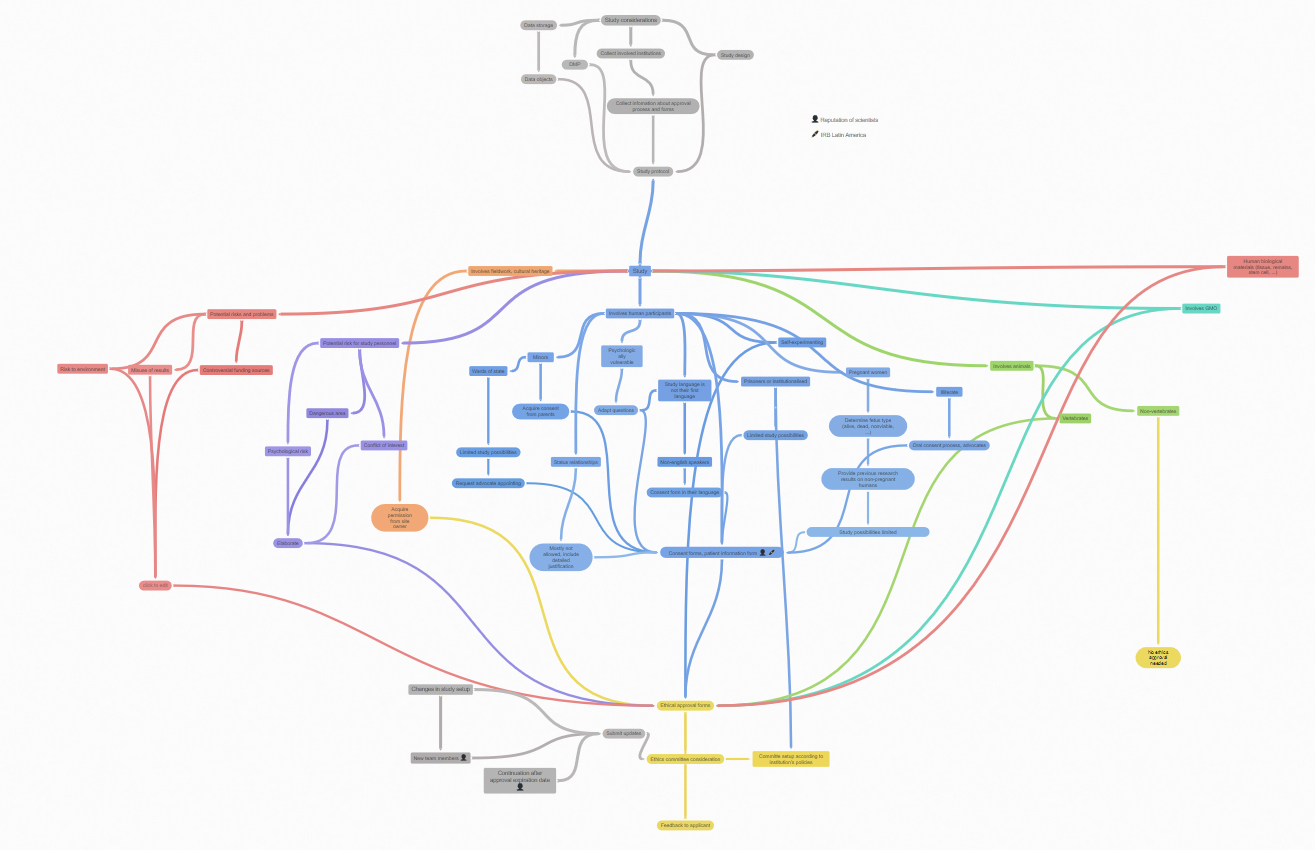 Study considerations
Data storage
Collect involved institutions
Study design
DMP
Data objects
Collect information about approval
process and forms
Reputation of scientists
IRB Latin America
Study protocol
Human biological
materials (tissue, remains,
stem cell, ...)
Involves fieldwork, cultural heritage
Study
Involves GMO
Potential risks and problems
Involves human participants
Potential risk for study personnel
Self-experimenting
Psychologic
ally
vulnerable
Minors
Involves animals
Risk to environment
Misuse of results
Controversial funding sources
Wards of state
Pregnant women
Prisoners or institutionalized
Study language is
not their first
language
Illiterate
Dangerous area
Acquire consent
from parents
Adapt questions
Vertebrates
Non-vertebrates
Determine fetus type
(alive, dead, nonviable,
...)
Limited study possibilities
Conflict of interest
Psychological risk
Limited study possibilities
Oral consent process, advocates
Status relationships
Non-english speakers
Request advocate appointing
Provide previous research
results on non-pregnant
humans
Consent form in their language
Acquire
permission
from site
owner
Study possibilities limited
Mostly not
allowed, include
detailed
justification
Consent forms, patient information form
No ethics
approval
needed
Changes in study setup
Ethical approval forms
Submit updates
New team members
Ethics committee consideration
Committe setup according to
institution's policies
Continuation after
approval expiration date
Feedback to applicant